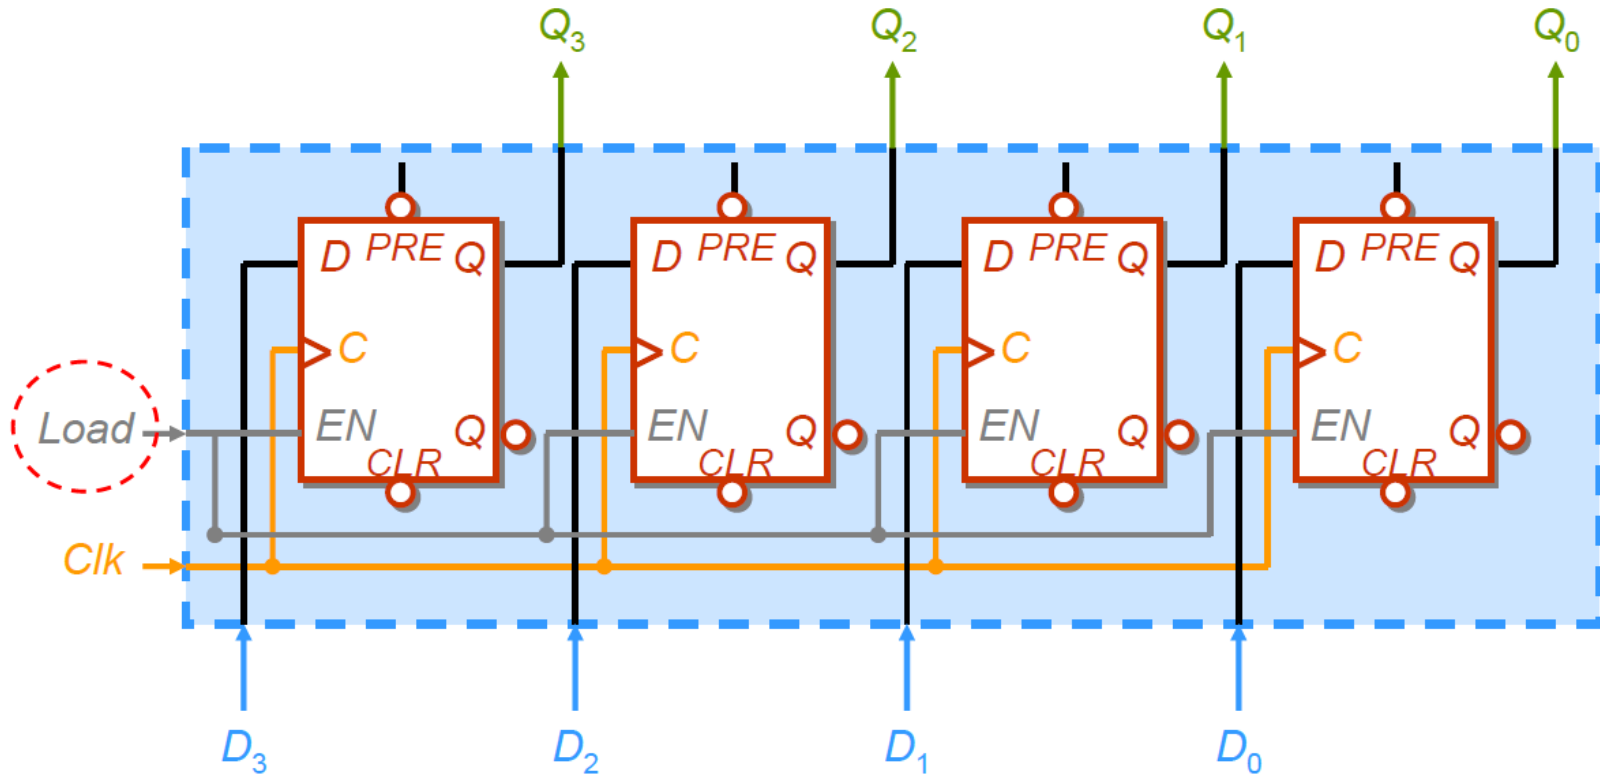 Q3 Q2 Q1 Q0
D PRE Q D PRE Q D PRE Q D PRE Q
C C C C
Load EN Q EN Q EN Q EN Q
CLR CLR CLR CLR
Clk
D3 D2 D1 D0